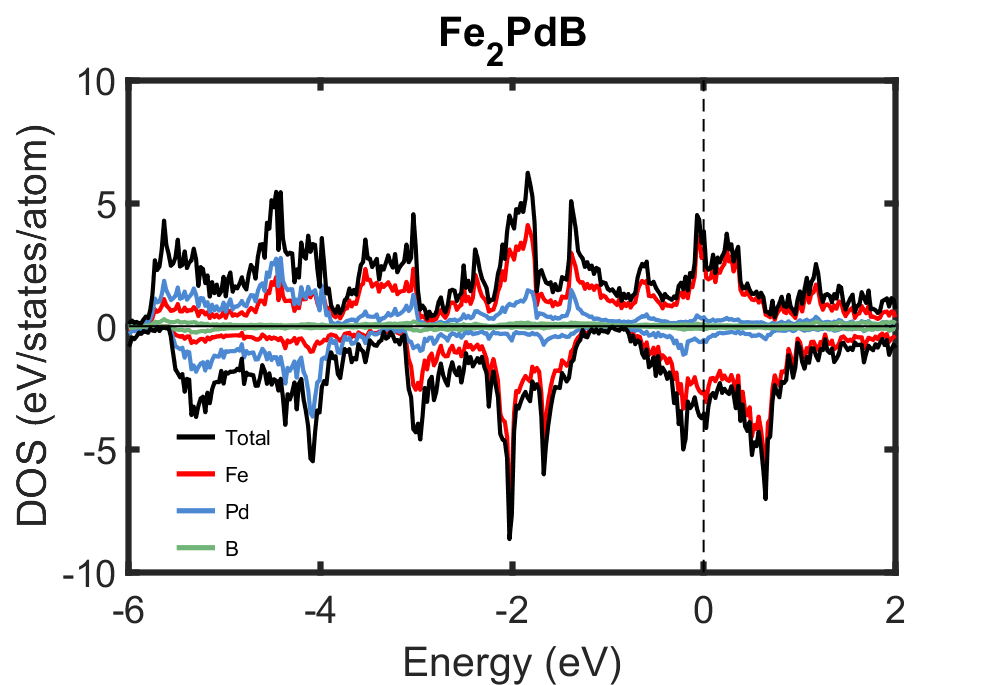 Fe₂PdB
10
5
0
-5
-10
DOS (eV/states/atom)
Total
Fe
Pd
B
-6 -4 -2 0 2
Energy (eV)